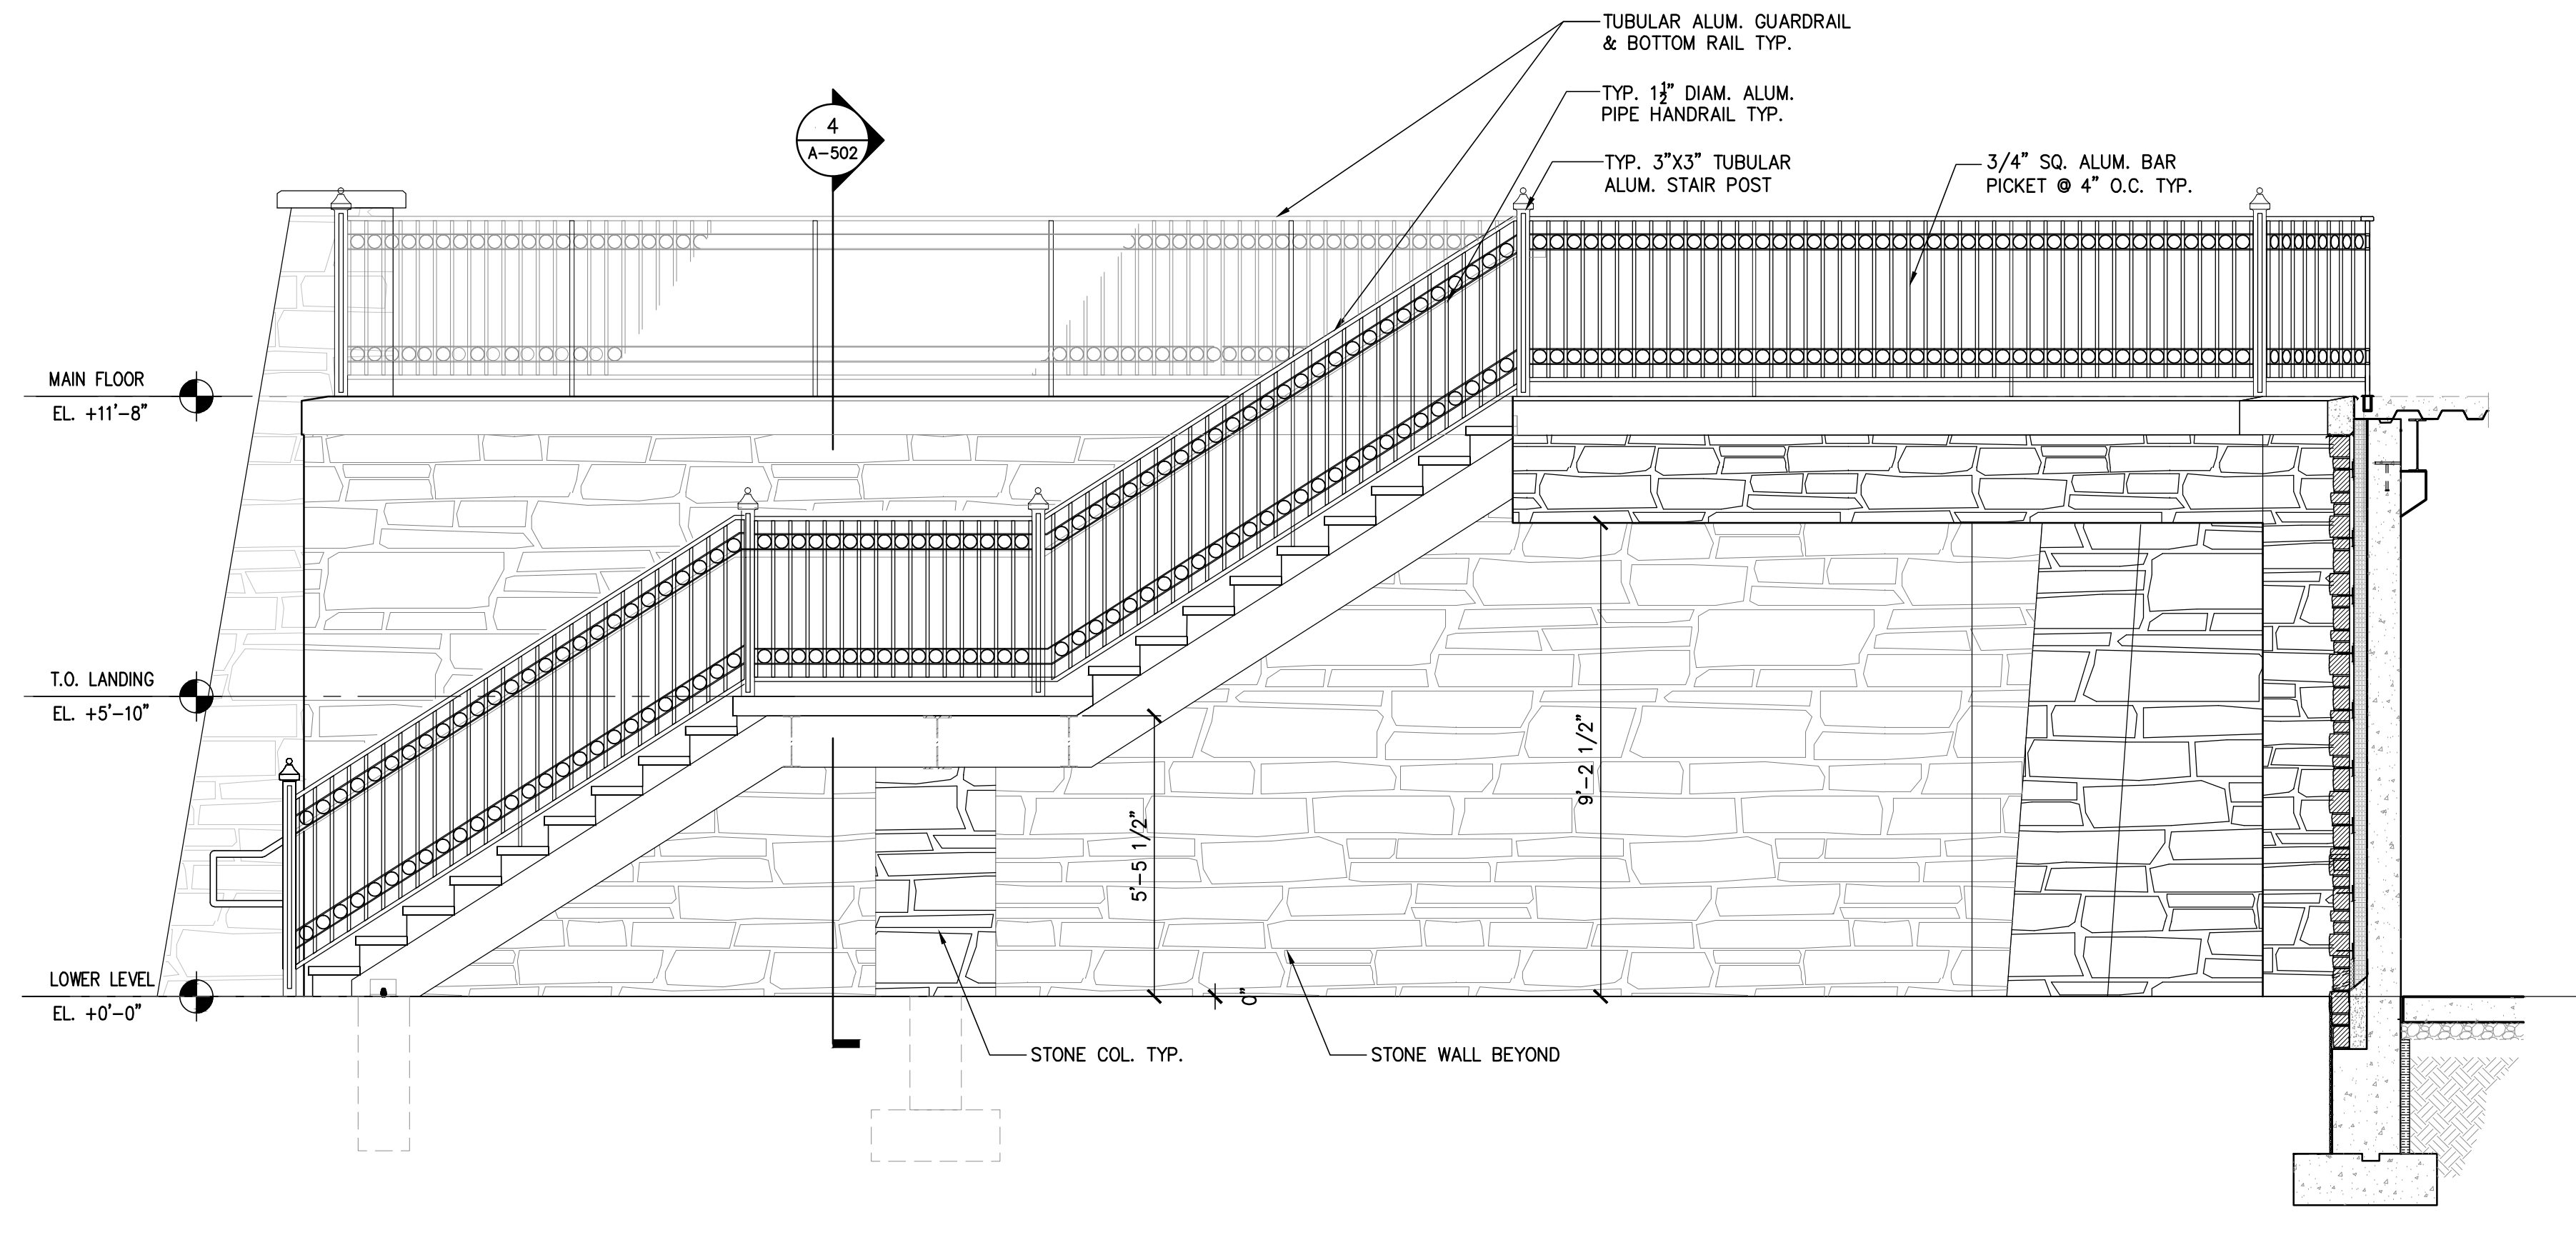 TUBULAR ALUM. GUARDRAIL
& BOTTOM RAIL TYP.
TYP. 1½" DIAM. ALUM.
PIPE HANDRAIL TYP.
4
A-502
TYP. 3"X3" TUBULAR
ALUM. STAIR POST
3/4" SQ. ALUM. BAR
PICKET @ 4" O.C. TYP.
MAIN FLOOR
EL. +11'-8"
T.O. LANDING
EL. +5'-10"
9'-2 1/2"
5'-5 1/2"
LOWER LEVEL
EL. +0'-0"
0"
STONE COL. TYP.
STONE WALL BEYOND